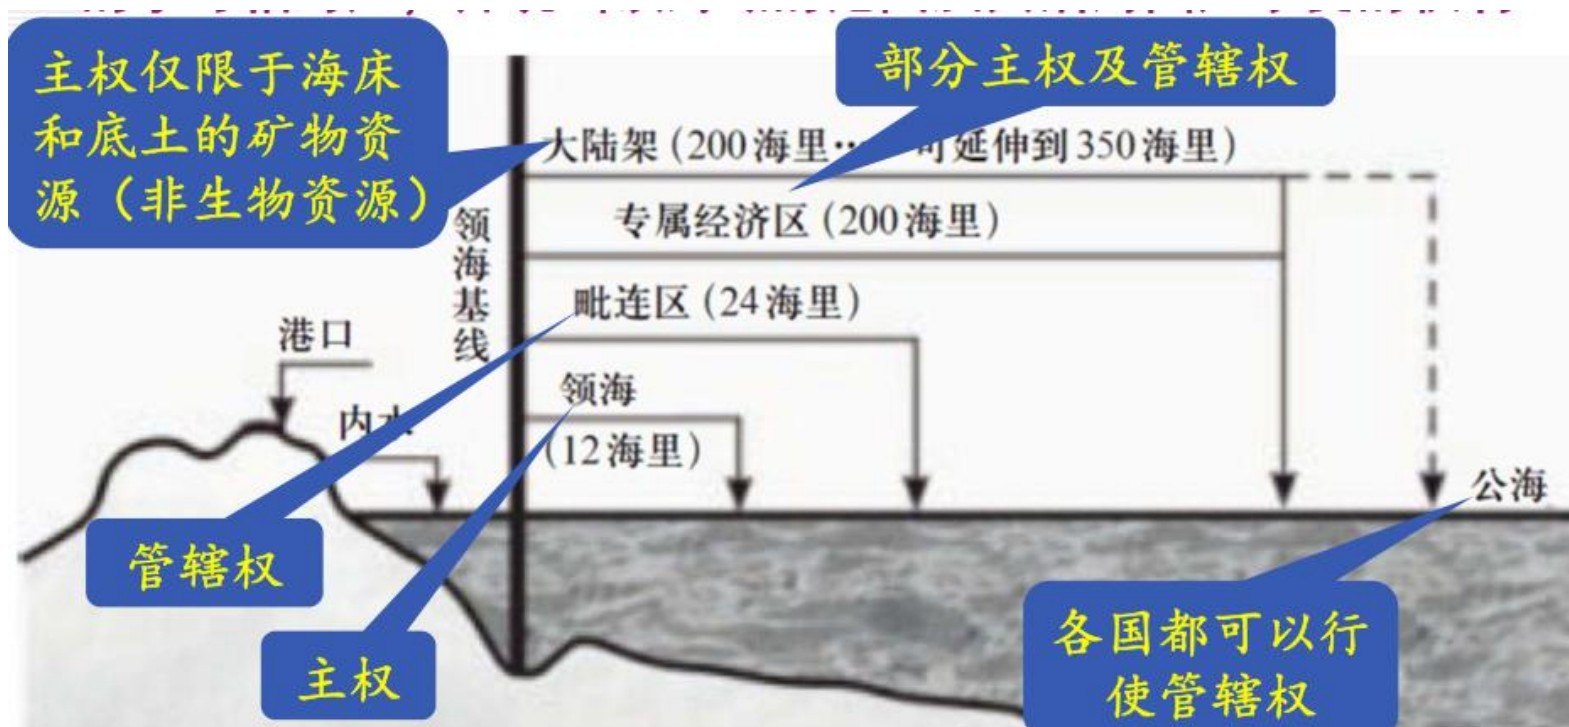 主权仅限于海床
和底土的矿物资
源（非生物资源）
部分主权及管辖权
大陆架（200海里… 可延伸到350海里）
专属经济区（200海里）
领海基线
毗连区（24海里）
港口
领海
内水
（12海里）
公海
管辖权
主权
各国都可以行
使管辖权